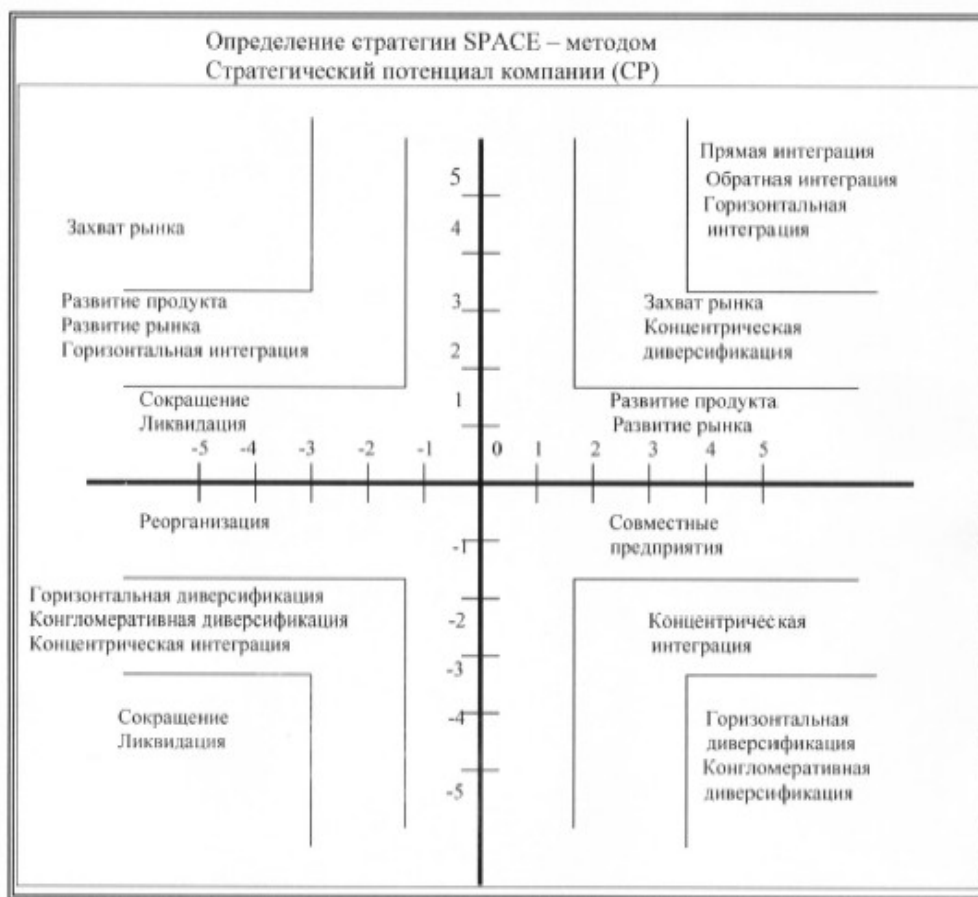 Определение стратегии SPACE – методом
Стратегический потенциал компании (СР)
Прямая интеграция
Обратная интеграция
Горизонтальная
интеграция
Захват рынка
Развитие продукта
Развитие рынка
Горизонтальная интеграция
Захват рынка
Концентрическая
диверсификация
Сокращение
Ликвидация
Развитие продукта
Развитие рынка
5
4
3
2
1
-5 -4 -3 -2 -1 0 1 2 3 4 5
Реорганизация
Совместные
предприятия
-1
-2
-3
-4
-5
Горизонтальная диверсификация
Конгломеративная диверсификация
Концентрическая интеграция
Концентрическая
интеграция
Сокращение
Ликвидация
Горизонтальная
диверсификация
Конгломеративная
диверсификация